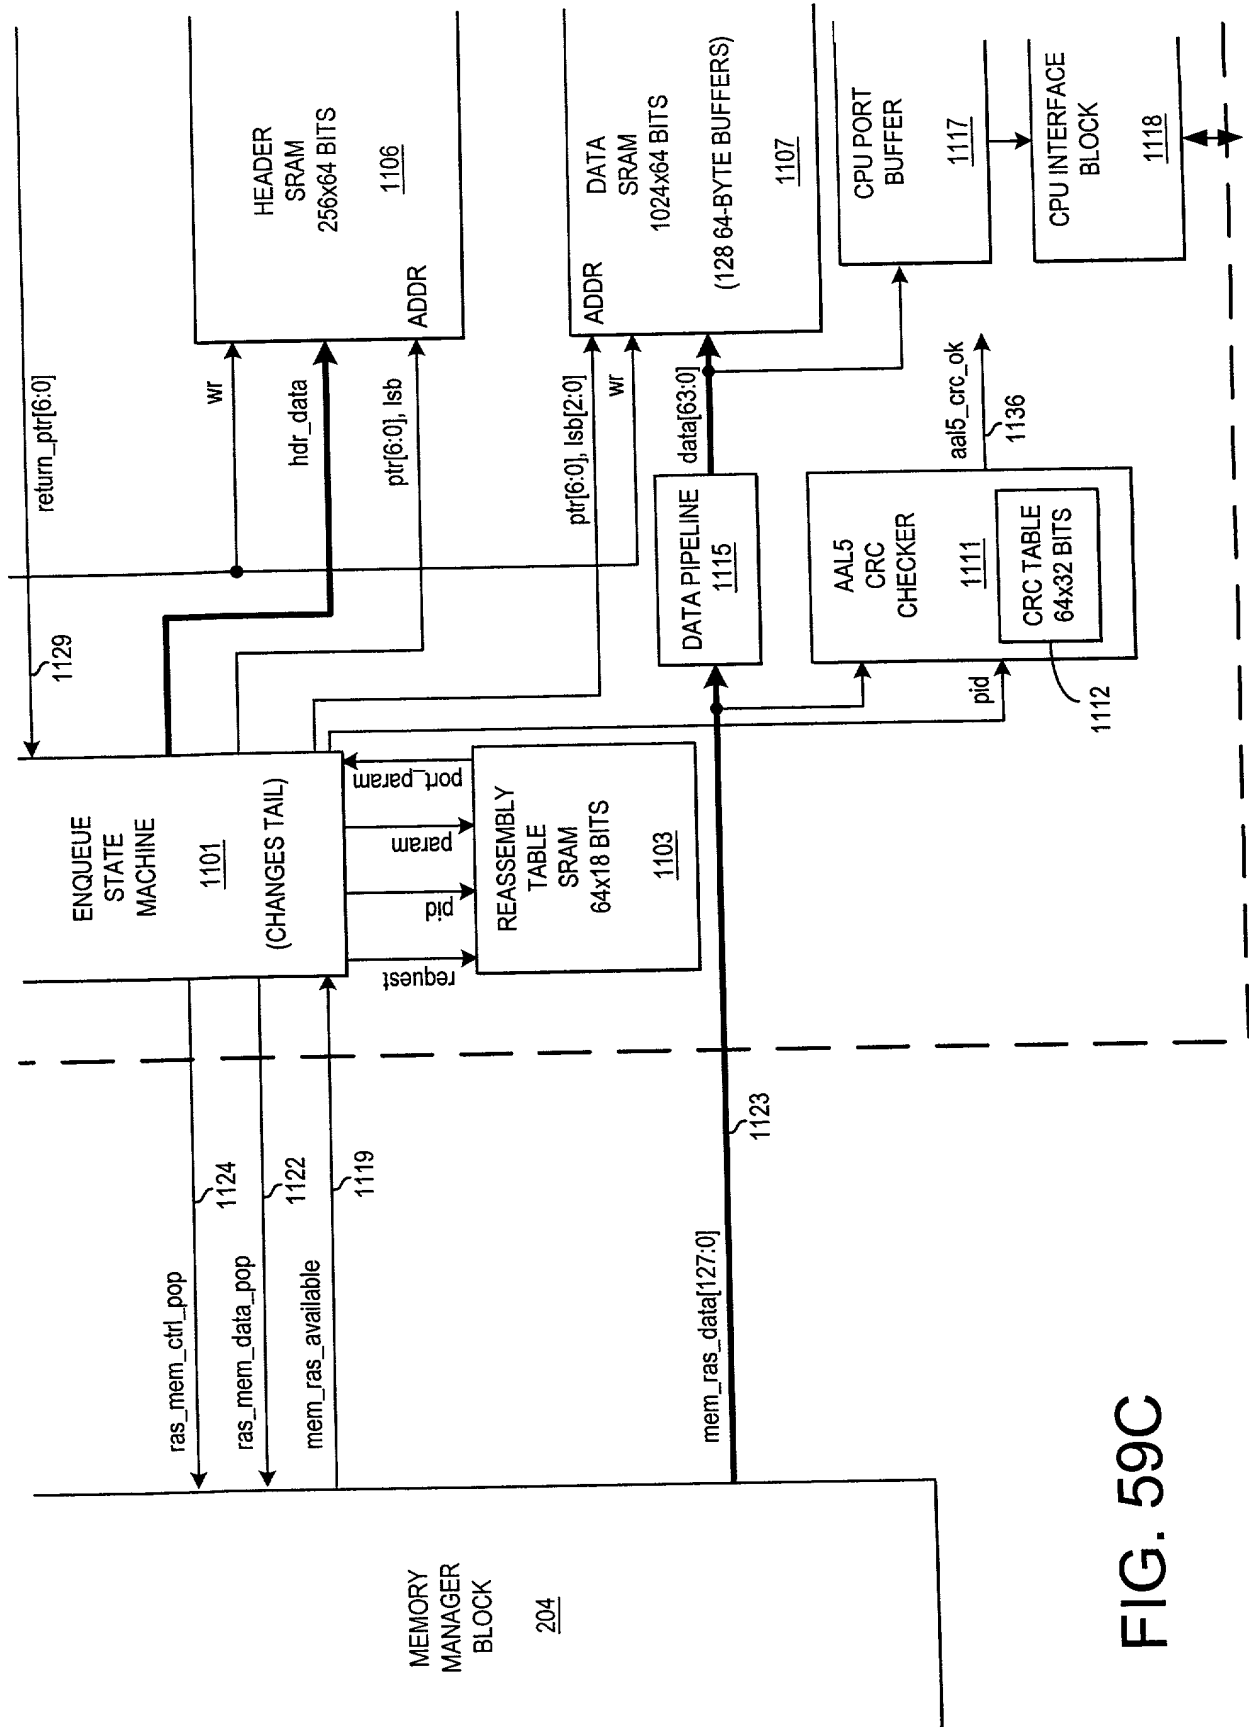 return_ptr[6:0]
1129
ENQUEUE
STATE
MACHINE
1101
(CHANGES TAIL)
wr
hdr_data
ptr[6:0], lsb
HEADER
SRAM
256x64 BITS
1106
ADDR
ras_mem_ctrl_pop
1124
ras_mem_data_pop
1122
mem_ras_available
1119
request
pid
param
port_param
REASSEMBLY
TABLE
SRAM
64x18 BITS
1103
ptr[6:0], lsb[2:0]
wr
ADDR
DATA
SRAM
1024x64 BITS
1107
(128 64-BYTE BUFFERS)
MEMORY
MANAGER
BLOCK
204
mem_ras_data[127:0]
1123
DATA PIPELINE
1115
data[63:0]
pid
AAL5
CRC
CHECKER
1111
CRC TABLE
64x32 BITS
1112
aal5_crc_ok
1136
CPU PORT
BUFFER
1117
CPU INTERFACE
BLOCK
1118
FIG. 59C